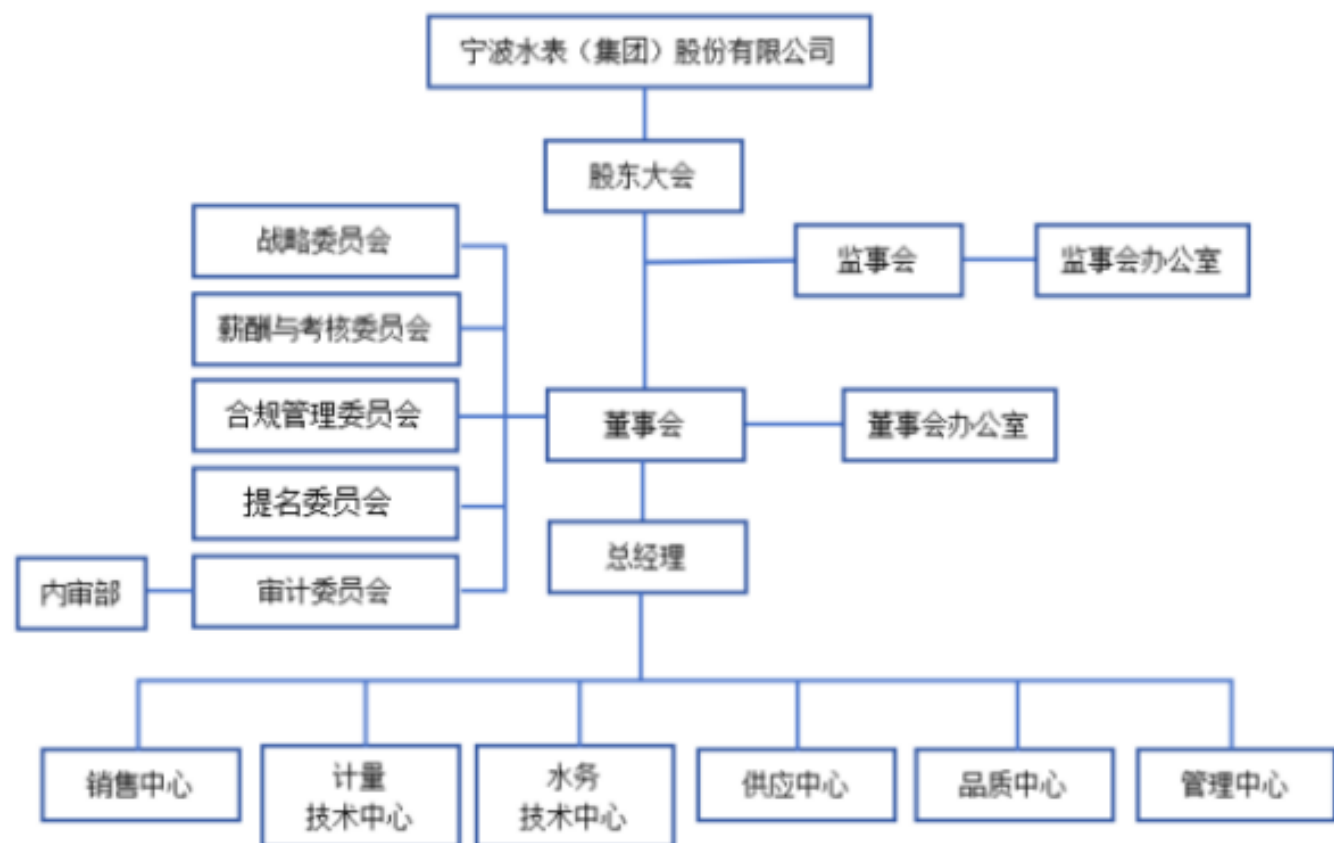 宁波水表（集团）股份有限公司
股东大会
战略委员会
监事会
监事会办公室
薪酬与考核委员会
合规管理委员会
董事会
董事会办公室
提名委员会
总经理
内审部
审计委员会
销售中心
计量
技术中心
水务
技术中心
供应中心
品质中心
管理中心